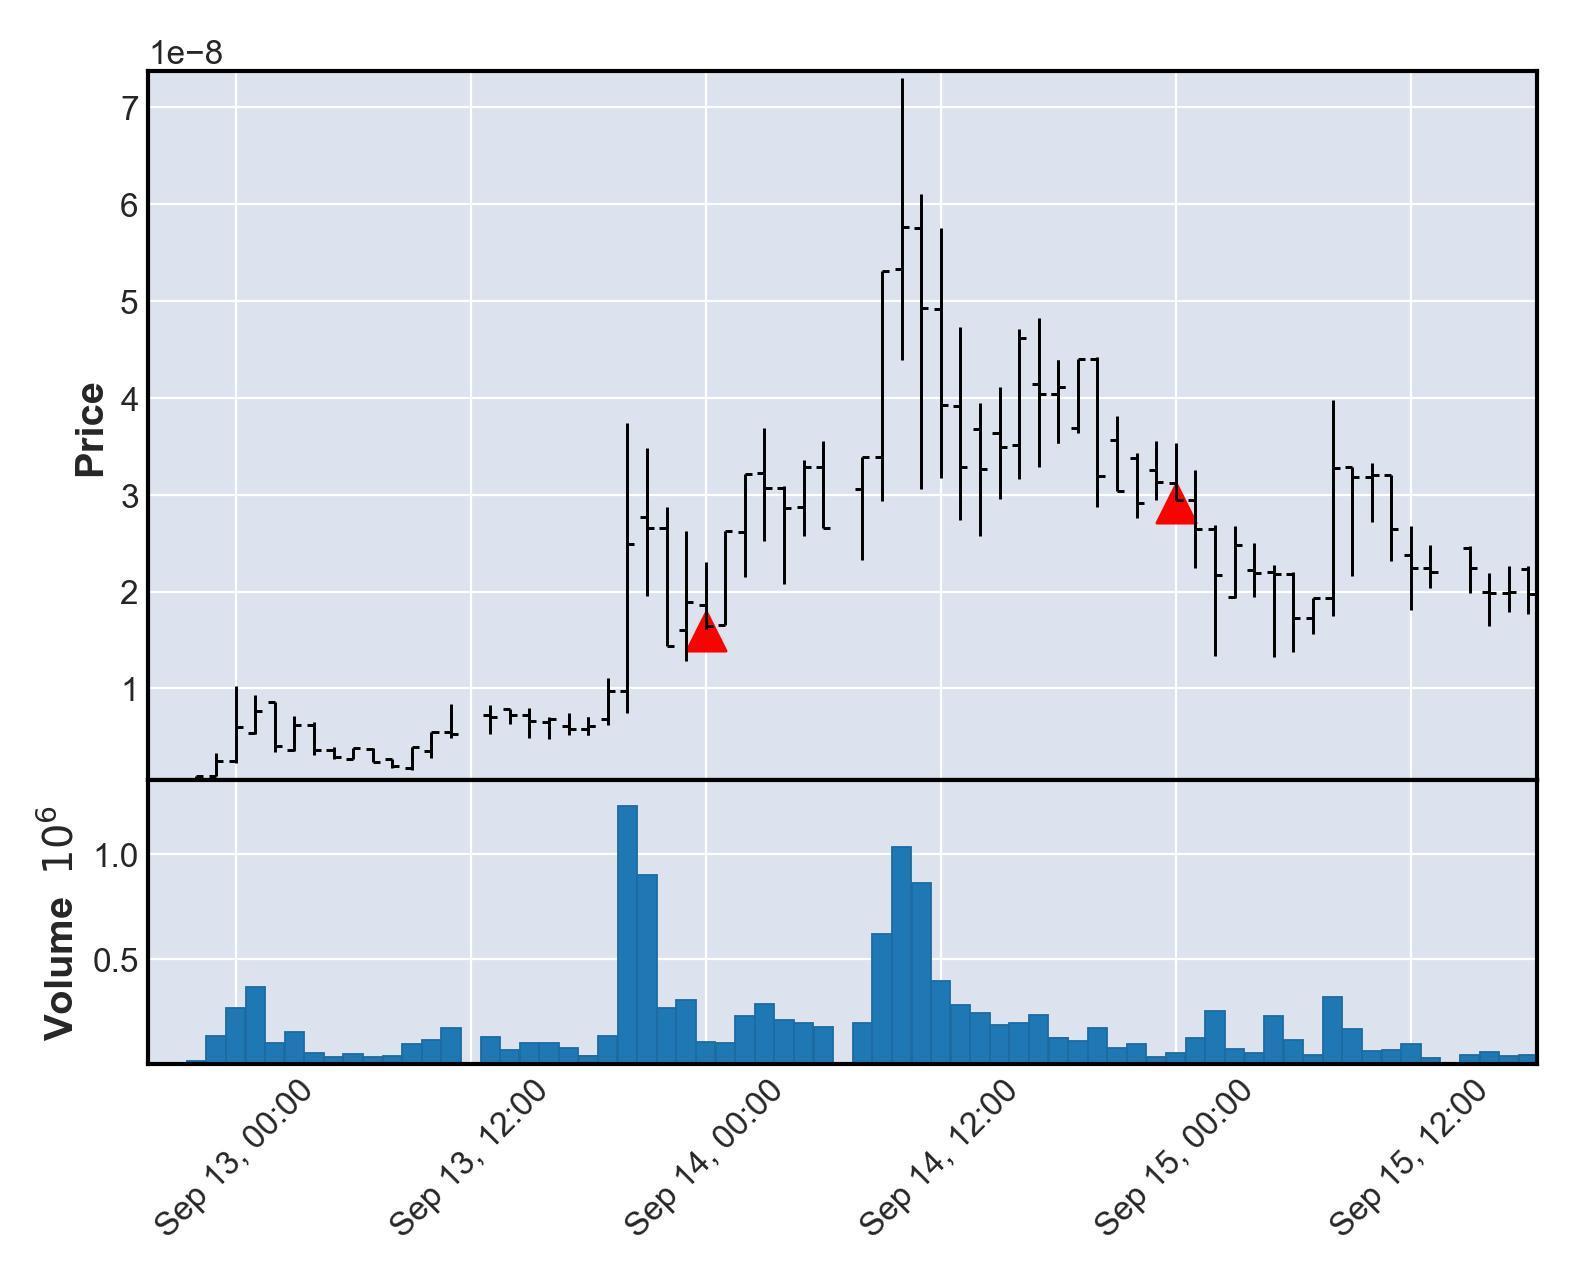 1e−8
7
6
5
4
3
2
1
Price
1.0
0.5
Volume 10⁶
Sep 13, 00:00
Sep 13, 12:00
Sep 14, 00:00
Sep 14, 12:00
Sep 15, 00:00
Sep 15, 12:00